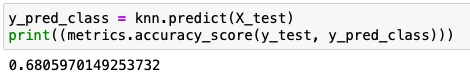 y_pred_class = knn.predict(X_test)
print((metrics.accuracy_score(y_test, y_pred_class)))
0.6805970149253732